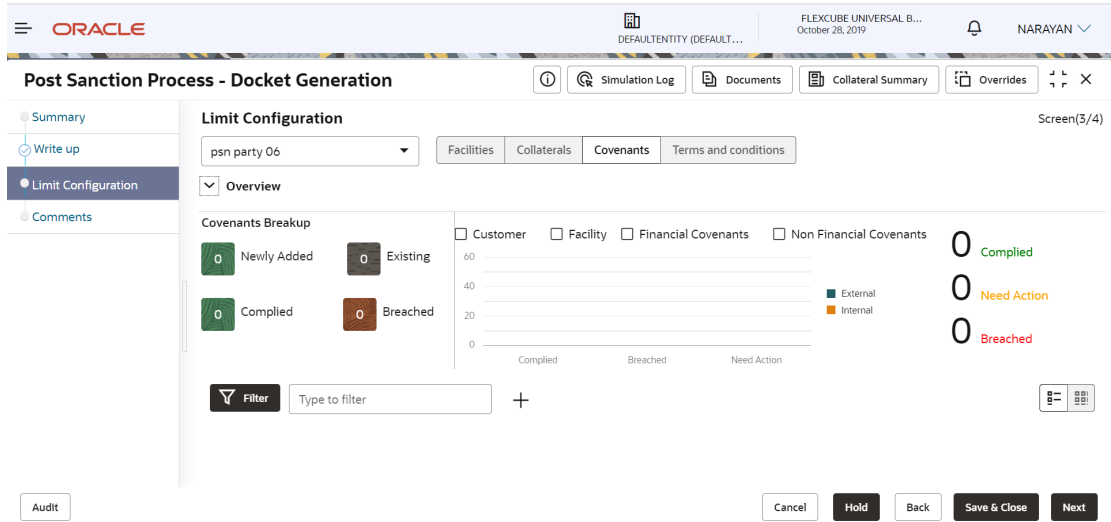 ORACLE
DEFAULTENTITY (DEFAULT...
FLEXCUBE UNIVERSAL B...
October 28, 2019
NARAYAN
Post Sanction Process - Docket Generation
Simulation Log
Documents
Collateral Summary
Overrides
Summary
Write up
Limit Configuration
Comments
Limit Configuration
Screen(3/4)
psn party 06
Facilities
Collaterals
Covenants
Terms and conditions
Overview
Covenants Breakup
0 Newly Added
0 Existing
0 Complied
0 Breached
Customer
Facility
Financial Covenants
Non Financial Covenants
60
40
20
0
Complied
Breached
Need Action
External
Internal
0 Complied
0 Need Action
0 Breached
Filter
Type to filter
Audit
Cancel
Hold
Back
Save & Close
Next